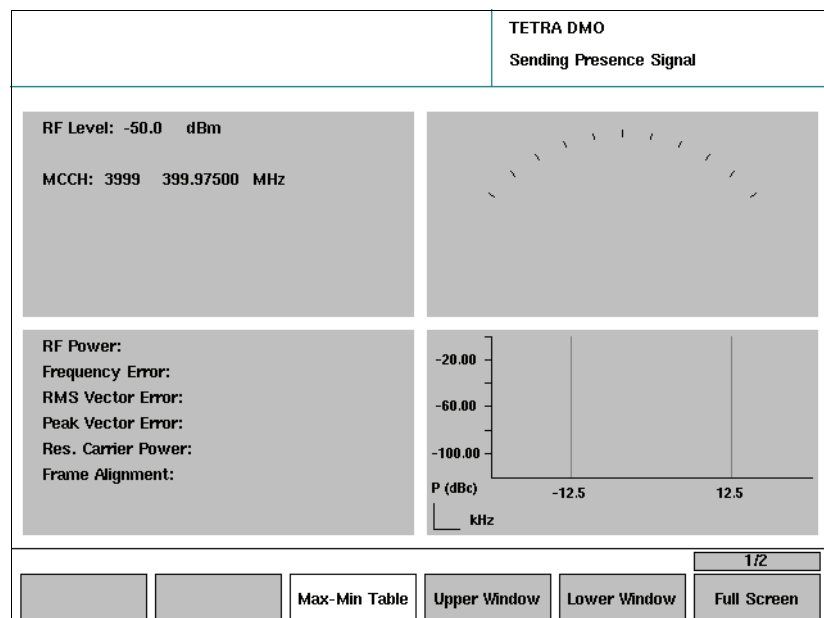 TETRA DMO
Sending Presence Signal
RF Level: -50.0 dBm
MCCH: 3999 399.97500 MHz
RF Power:
Frequency Error:
RMS Vector Error:
Peak Vector Error:
Res. Carrier Power:
Frame Alignment:
-20.00
-60.00
-100.00
P (dBc)
-12.5 12.5
kHz
1/2
Max-Min Table Upper Window Lower Window Full Screen